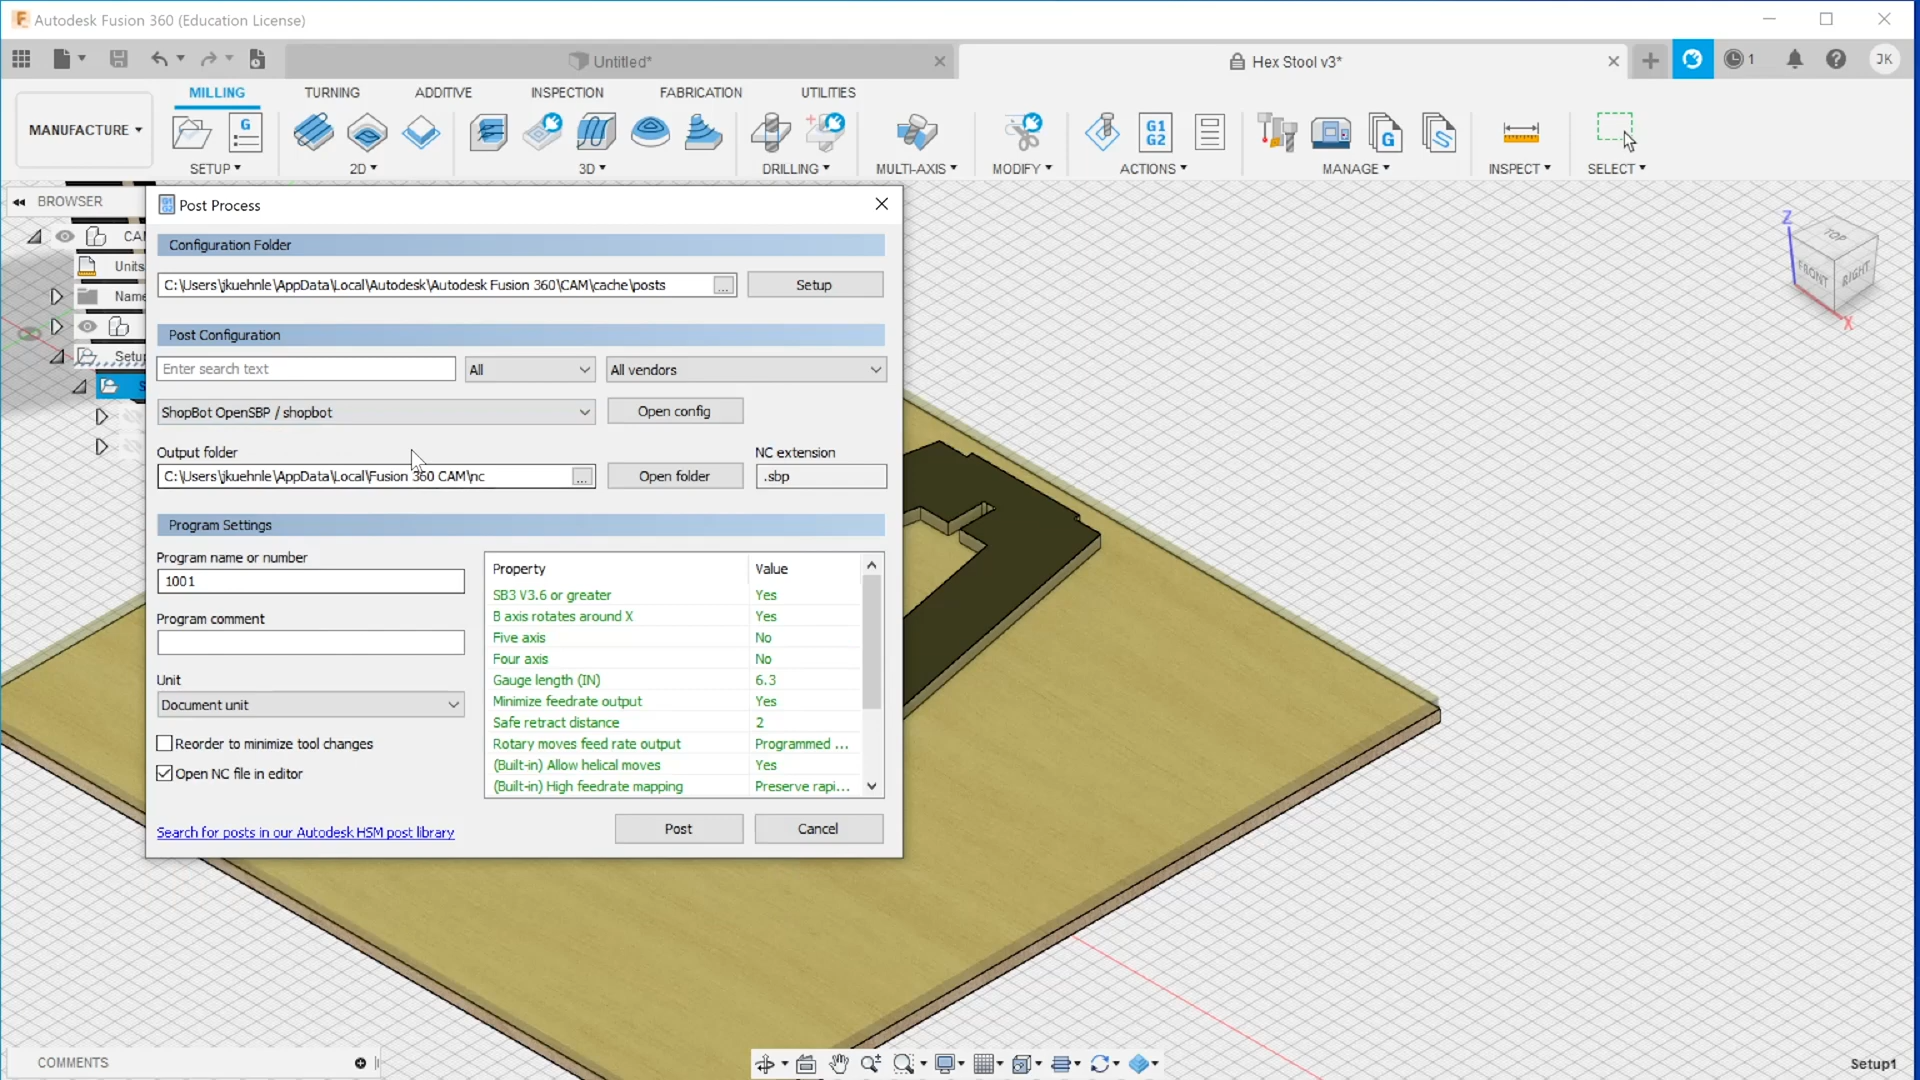 Autodesk Fusion 360 (Education License)
Untitled*
Hex Stool v3*
1
JK
MILLING
TURNING
ADDITIVE
INSPECTION
FABRICATION
UTILITIES
MANUFACTURE
SETUP
2D
3D
DRILLING
MULTI-AXIS
MODIFY
ACTIONS
MANAGE
INSPECT
SELECT
G
G1
G2
G
BROWSER
Units
Post Process
Configuration Folder
C:\Users\jkuehnle\AppData\Local\Autodesk\Autodesk Fusion 360\CAM\cache\posts
...
Setup
Post Configuration
Enter search text
All
All vendors
ShopBot OpenSBP / shopbot
Open config
Output folder
NC extension
C:\Users\jkuehnle\AppData\Local\Fusion 360 CAM\nc
...
Open folder
.sbp
Program Settings
Program name or number
1001
Program comment
Unit
Document unit
Reorder to minimize tool changes
Open NC file in editor
Property Value
SB3 V3.6 or greater Yes
B axis rotates around X Yes
Five axis No
Four axis No
Gauge length (IN) 6.3
Minimize feedrate output Yes
Safe retract distance 2
Rotary moves feed rate output Programmed ...
(Built-in) Allow helical moves Yes
(Built-in) High feedrate mapping Preserve rapi...
Search for posts in our Autodesk HSM post library
Post
Cancel
Z
TOP
FRONT
RIGHT
X
COMMENTS
Setup1